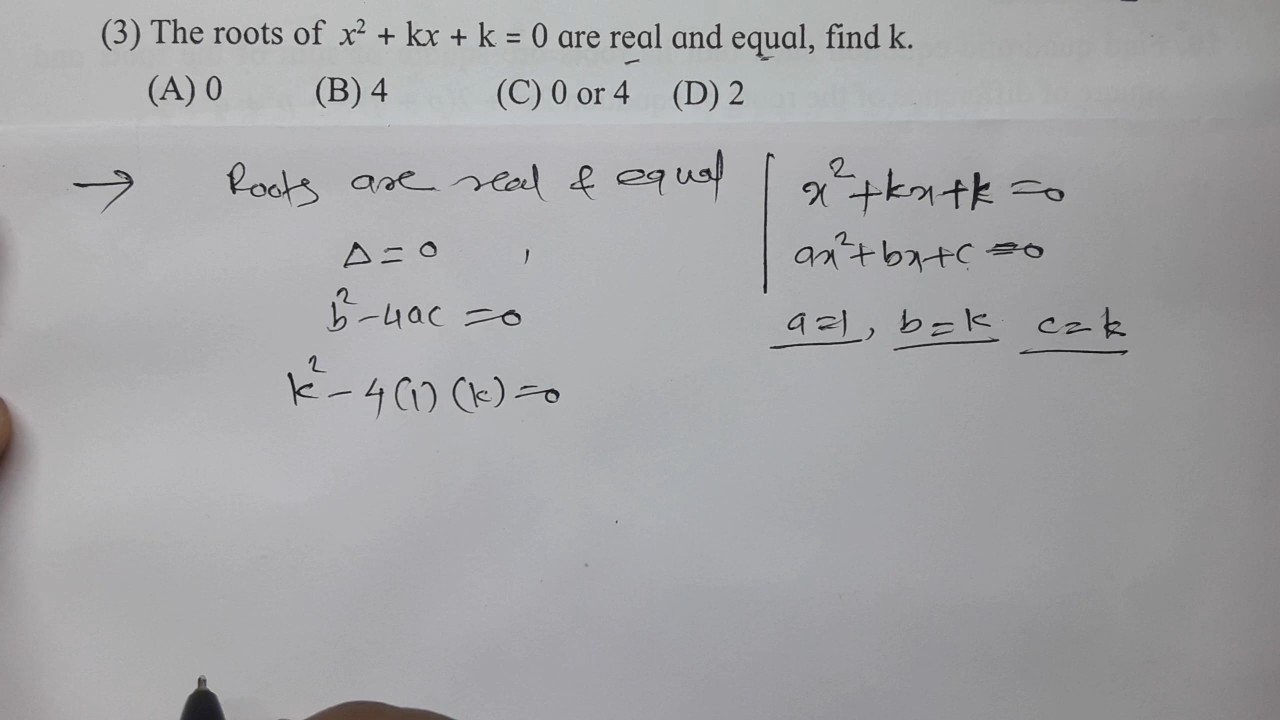 (3) The roots of x² + kx + k = 0 are real and equal, find k.
(A) 0 (B) 4 (C) 0 or 4 (D) 2
→ Roots are real & equal
Δ = 0 ,
b² - 4ac = 0
k² - 4(1)(k) = 0
x² + kx + k = 0
ax² + bx + c = 0
a = 1, b = k c = k